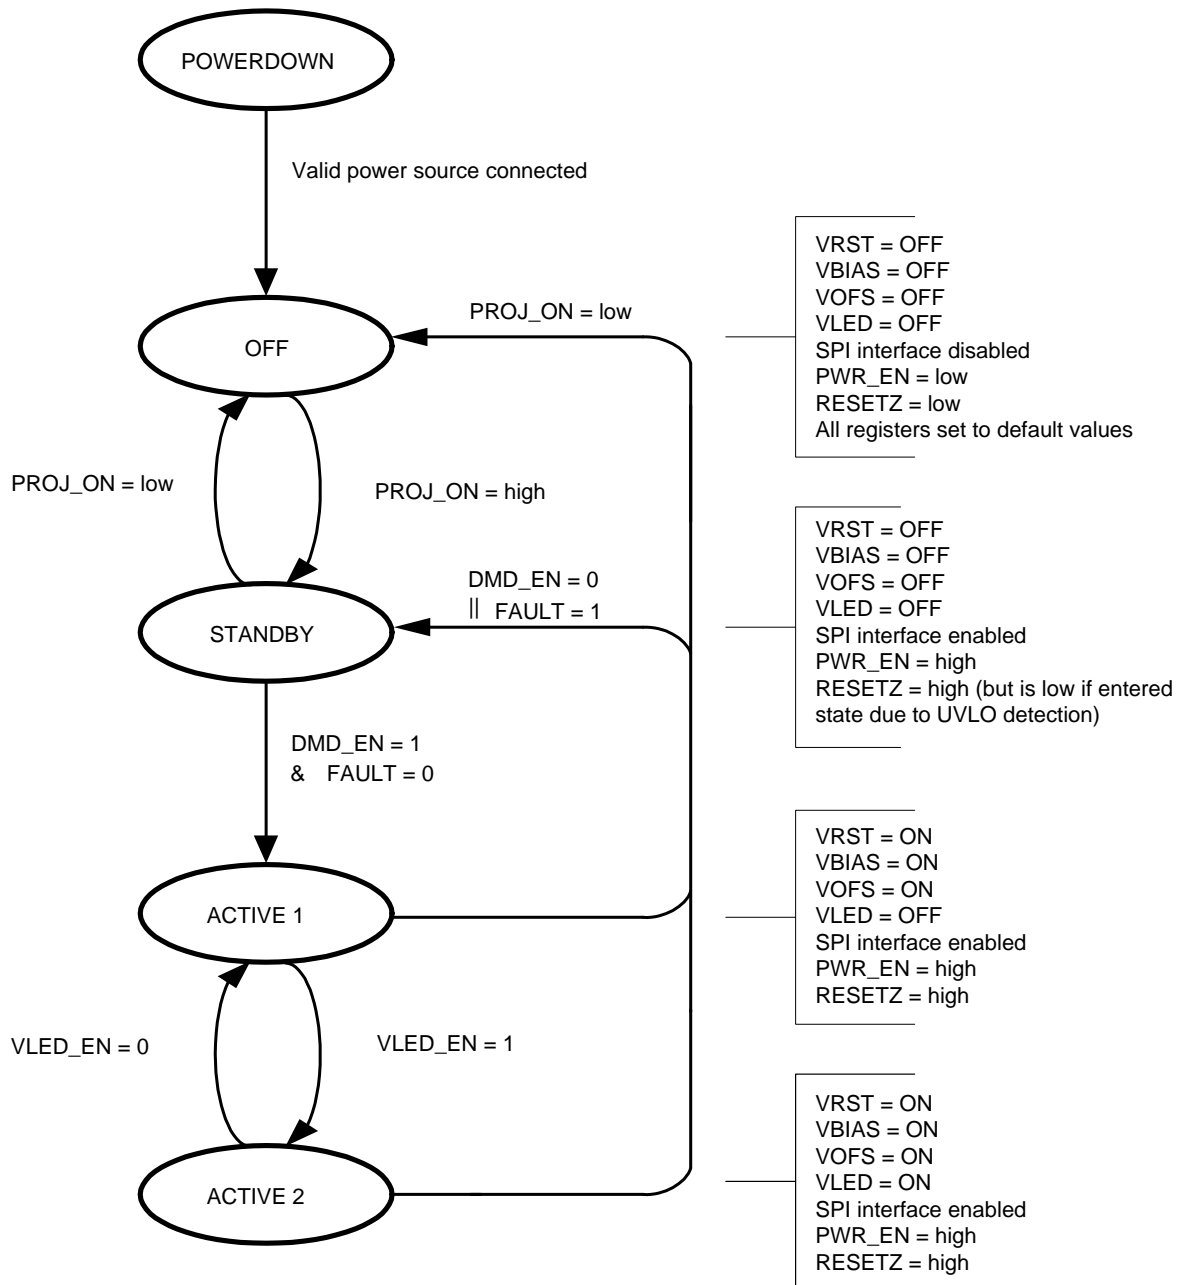 POWERDOWN
Valid power source connected
OFF
PROJ_ON = low
VRST = OFF
VBIAS = OFF
VOFS = OFF
VLED = OFF
SPI interface disabled
PWR_EN = low
RESETZ = low
All registers set to default values
PROJ_ON = low
PROJ_ON = high
STANDBY
DMD_EN = 0
|| FAULT = 1
VRST = OFF
VBIAS = OFF
VOFS = OFF
VLED = OFF
SPI interface enabled
PWR_EN = high
RESETZ = high (but is low if entered
state due to UVLO detection)
DMD_EN = 1
& FAULT = 0
ACTIVE 1
VRST = ON
VBIAS = ON
VOFS = ON
VLED = OFF
SPI interface enabled
PWR_EN = high
RESETZ = high
VLED_EN = 0
VLED_EN = 1
ACTIVE 2
VRST = ON
VBIAS = ON
VOFS = ON
VLED = ON
SPI interface enabled
PWR_EN = high
RESETZ = high